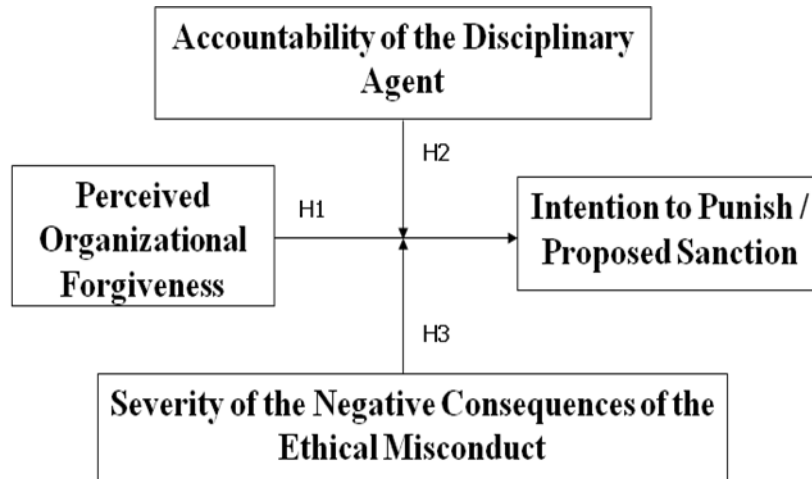 Accountability of the Disciplinary
Agent
H2
Perceived
Organizational
Forgiveness
H1
Intention to Punish /
Proposed Sanction
H3
Severity of the Negative Consequences of the
Ethical Misconduct